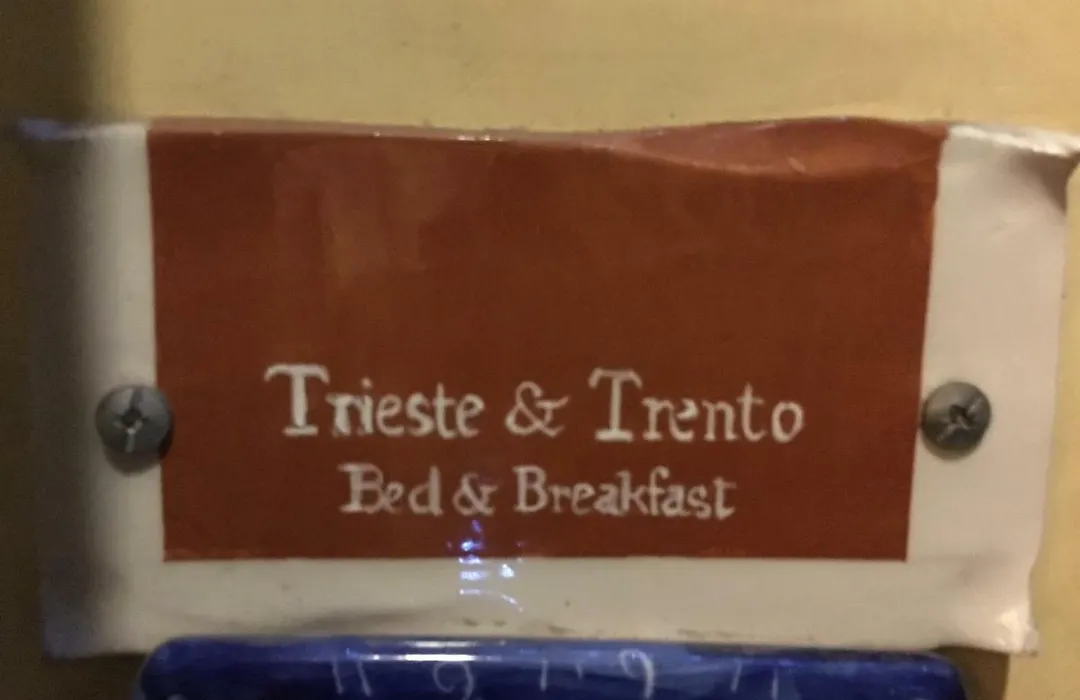 Trieste & Trento
Bed & Breakfast